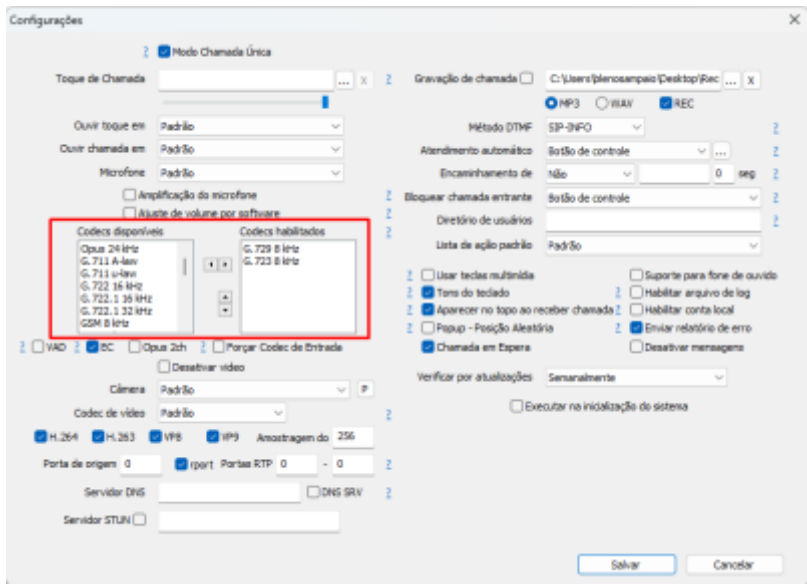 Configurações
? Modo Chamada Única
Toque de Chamada ... x ?
Ouvir toque em Padrão
Ouvir chamada em Padrão
Microfone Padrão
Amplificação do microfone ?
Ajuste de volume por software ?
Codecs disponíveis Codecs habilitados ?
Opus 24 kHz
G.711 A-law
G.711 u-law
G.722 16 kHz
G.722.1 16 kHz
G.722.1 32 kHz
GSM 8 kHz
G.729 8 kHz
G.723 8 kHz
? VAD ? EC Opus 2ch ? Forçar Codec de Entrada
Desativar vídeo
Câmera Padrão P
Codec de vídeo Padrão ?
H.264 H.263 VP8 VP9 Amostragem do 256
Porta de origem 0 rport Portas RTP 0 - 0 ?
Servidor DNS DNS SRV ?
Servidor STUN
Gravação de chamada C:\Users\plenosampaio\Desktop\Rec ... x
MP3 WAV REC
Método DTMF SIP-INFO ?
Atendimento automático Botão de controle ... ?
Encaminhamento de Não 0 seg ?
Bloquear chamada entrante Botão de controle ?
Diretório de usuários ?
Lista de ação padrão Padrão
? Usar teclas multimídia Suporte para fone de ouvido
? Tons do teclado ? Habilitar arquivo de log
? Aparecer no topo ao receber chamada ? Habilitar conta local
? Popup - Posição Aleatória ? Enviar relatório de erro
Chamada em Espera Desativar mensagens
Verificar por atualizações Semanalmente
Executar na inicialização do sistema
Salvar Cancelar